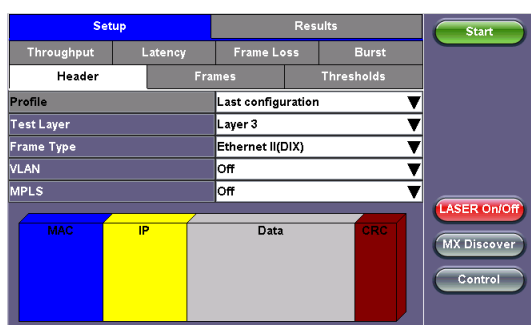 Setup Results
Throughput Latency Frame Loss Burst
Header Frames Thresholds
Profile Last configuration
Test Layer Layer 3
Frame Type Ethernet II(DIX)
VLAN Off
MPLS Off
MAC IP Data CRC
Start
LASER On/Off
MX Discover
Control